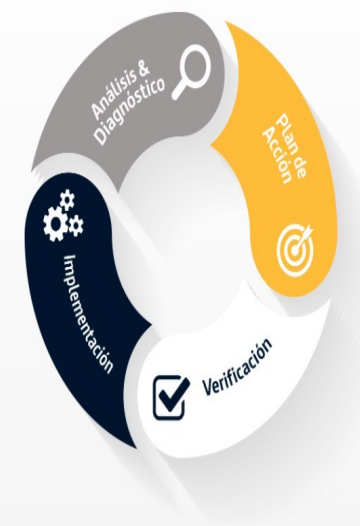 Análisis &
Diagnóstico
Plan de
Acción
Verificación
Implementación